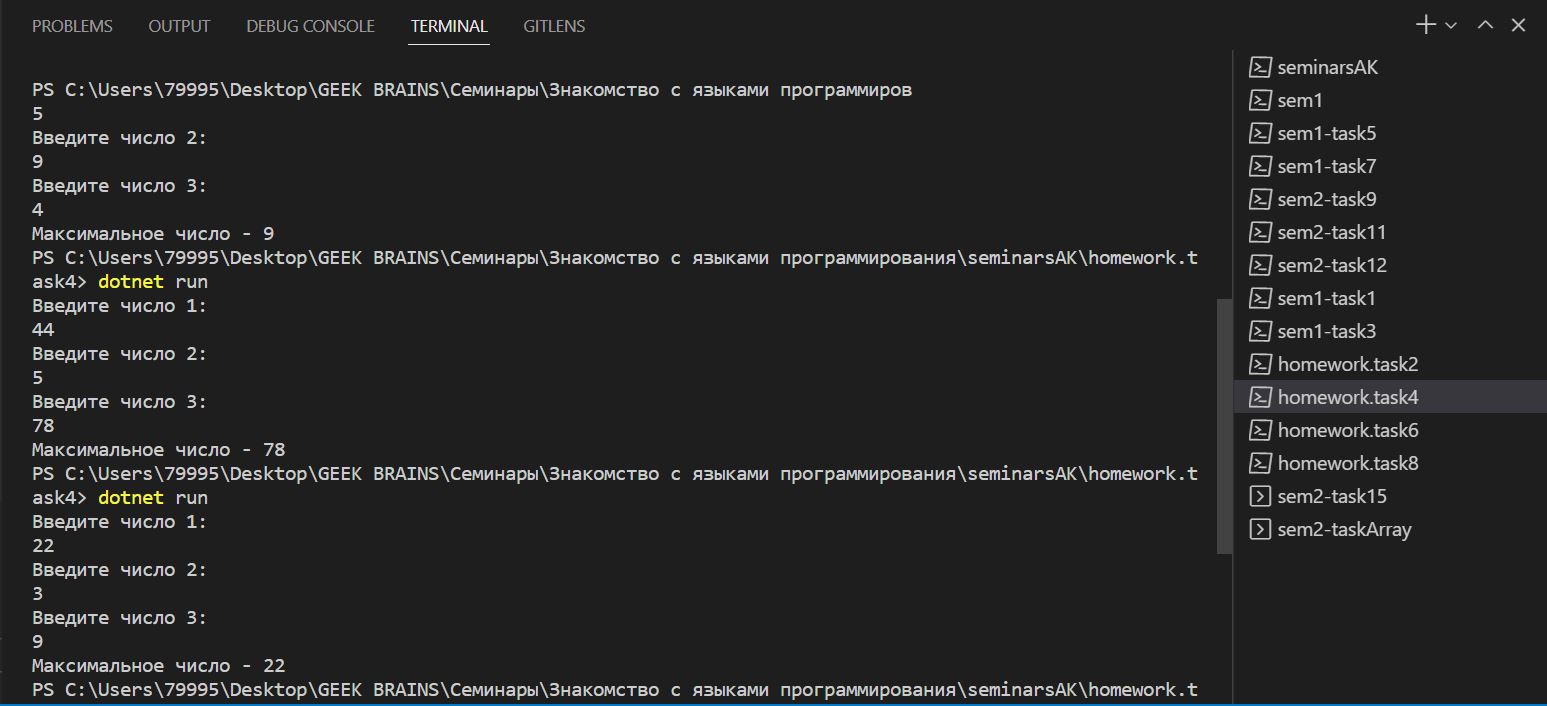 PROBLEMS OUTPUT DEBUG CONSOLE TERMINAL GITLENS
PS C:\Users\79995\Desktop\GEEK BRAINS\Семинары\Знакомство с языками программиров
5
Введите число 2:
9
Введите число 3:
4
Максимальное число - 9
PS C:\Users\79995\Desktop\GEEK BRAINS\Семинары\Знакомство с языками программирования\seminarsAK\homework.t
ask4> dotnet run
Введите число 1:
44
Введите число 2:
5
Введите число 3:
78
Максимальное число - 78
PS C:\Users\79995\Desktop\GEEK BRAINS\Семинары\Знакомство с языками программирования\seminarsAK\homework.t
ask4> dotnet run
Введите число 1:
22
Введите число 2:
3
Введите число 3:
9
Максимальное число - 22
PS C:\Users\79995\Desktop\GEEK BRAINS\Семинары\Знакомство с языками программирования\seminarsAK\homework.t
seminarsAK
sem1
sem1-task5
sem1-task7
sem2-task9
sem2-task11
sem2-task12
sem1-task1
sem1-task3
homework.task2
homework.task4
homework.task6
homework.task8
sem2-task15
sem2-taskArray